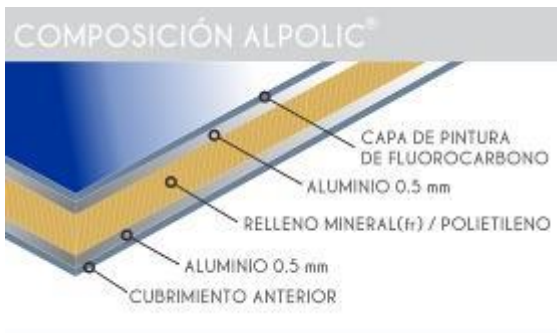 COMPOSICIÓN ALPOLIC®
CAPA DE PINTURA
DE FLUOROCARBONO
ALUMINIO 0.5 mm
RELLENO MINERAL(fr) / POLIETILENO
ALUMINIO 0.5 mm
CUBRIMIENTO ANTERIOR